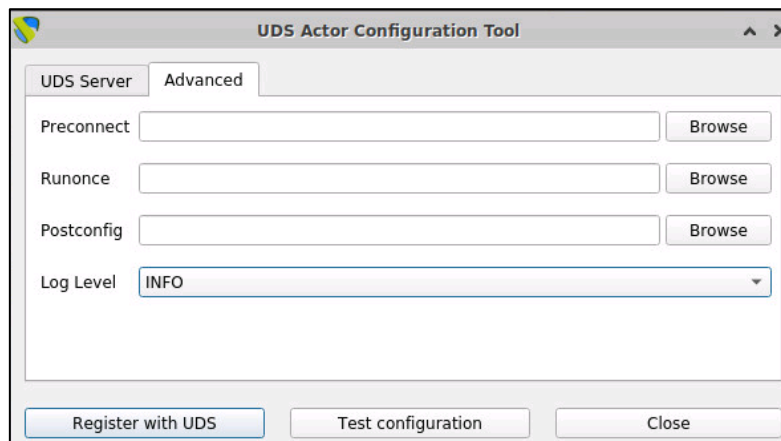 UDS Actor Configuration Tool
UDS Server Advanced
Preconnect Browse
Runonce Browse
Postconfig Browse
Log Level INFO
Register with UDS Test configuration Close